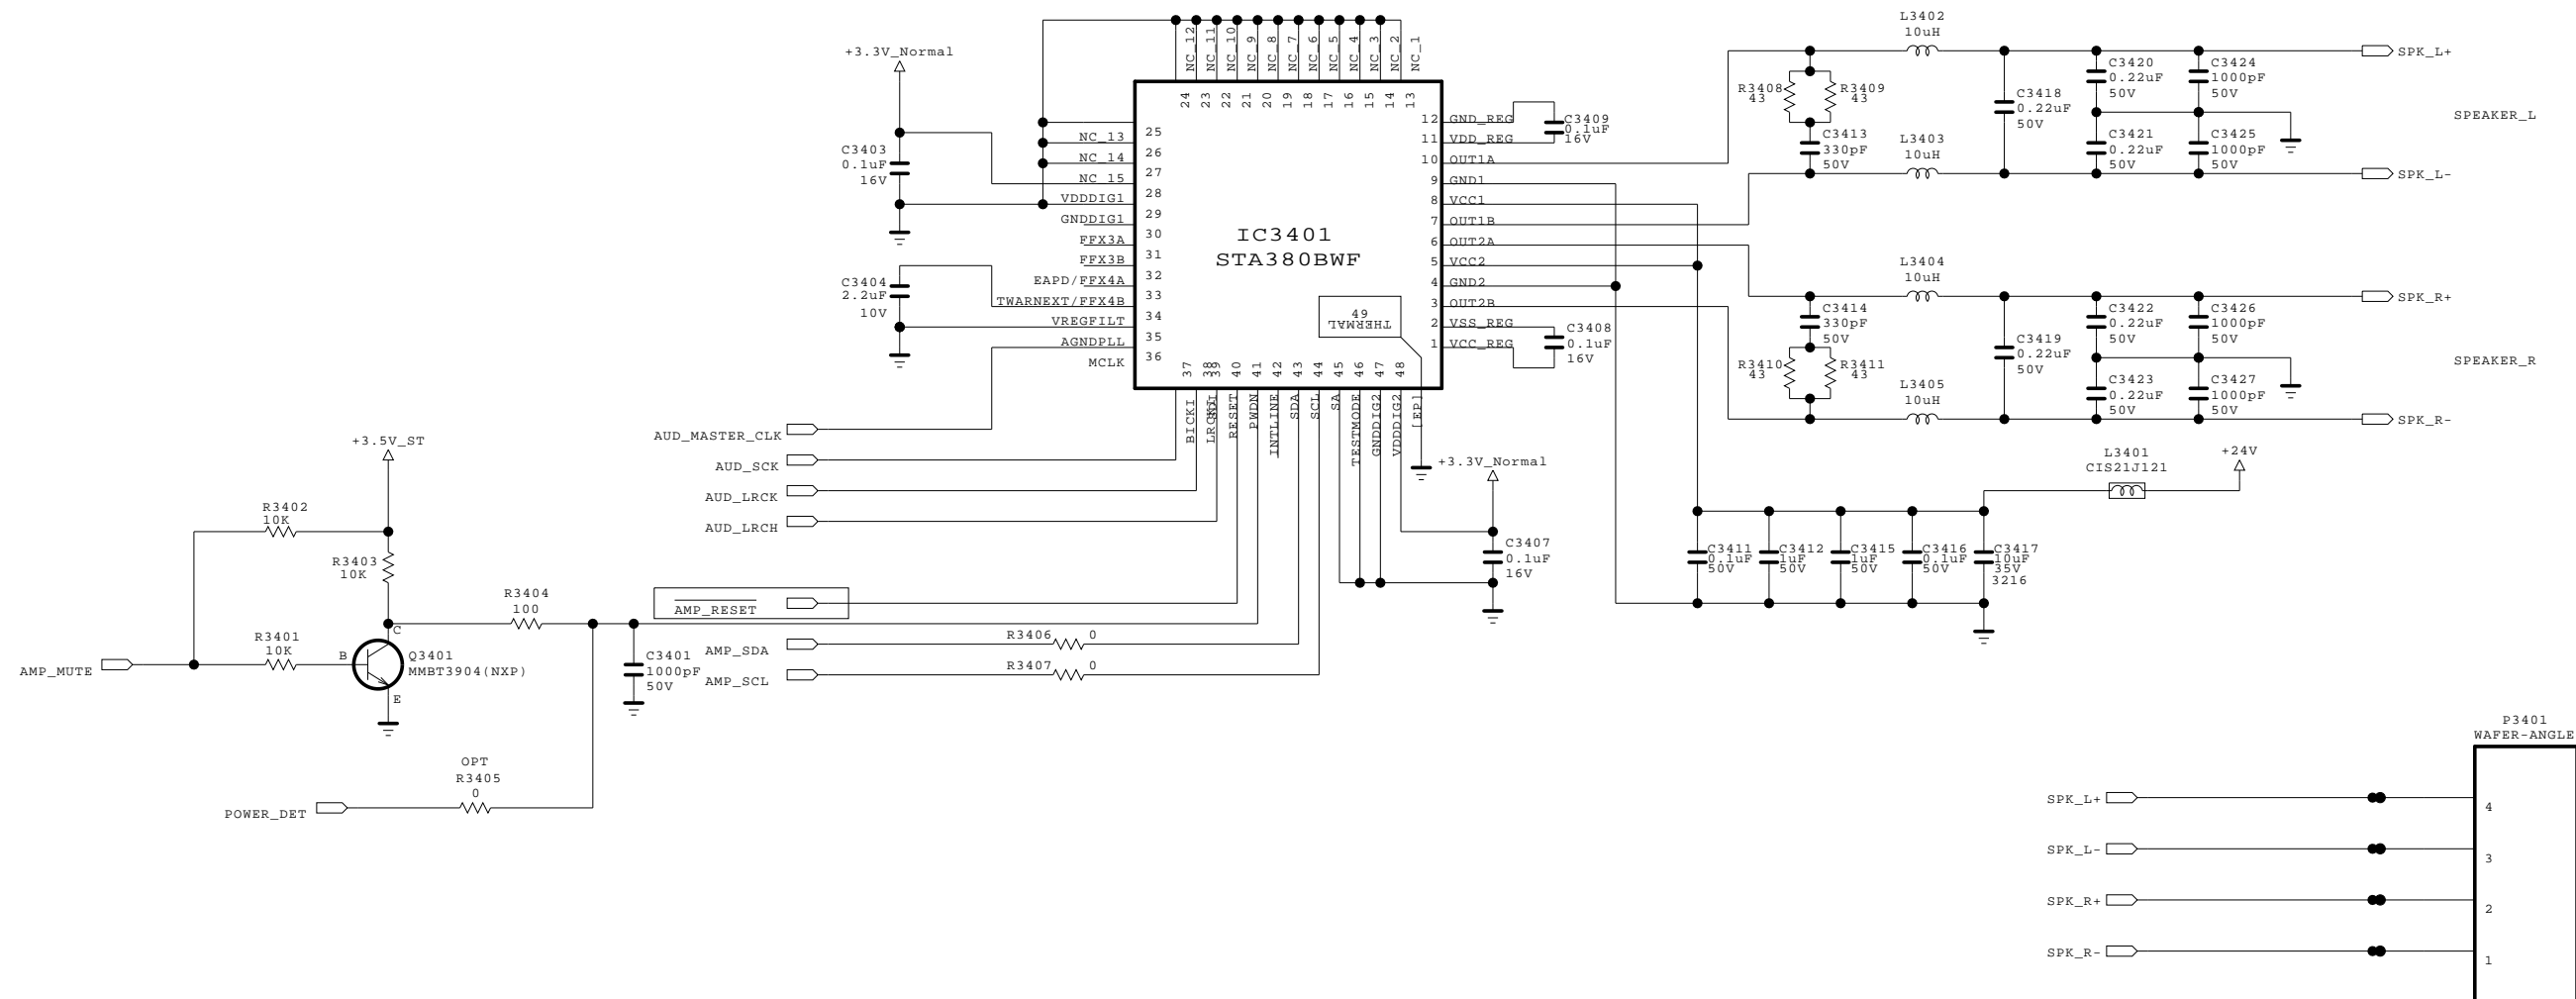 +3.3V_Normal
C3403
0.1uF
16V
C3404
2.2uF
10V
NC_12
NC_11
NC_10
NC_9
NC_8
NC_7
NC_6
NC_5
NC_4
NC_3
NC_2
NC_1
24
23
22
21
20
19
18
17
16
15
14
13
25
NC_13
26
NC_14
27
NC_15
28
VDDDIG1
29
GNDDIG1
30
FFX3A
31
FFX3B
32
EAPD/FFX4A
33
TWARNEXT/FFX4B
34
VREGFILT
35
AGNDPLL
36
MCLK
IC3401
STA380BWF
49
THERMAL
12 GND_REG
11 VDD_REG
10 OUT1A
9 GND1
8 VCC1
7 OUT1B
6 OUT2A
5 VCC2
4 GND2
3 OUT2B
2 VSS_REG
1 VCC_REG
C3409
0.1uF
16V
C3408
0.1uF
16V
37
38
39
40
41
42
43
44
45
46
47
48
BICKI
LRCKI
SDI
RESET
PWDN
INTLINE
SDA
SCL
SA
TESTMODE
GNDDIG2
VDDDIG2
[EP]
L3402
10uH
R3408
43
R3409
43
C3413
330pF
50V
L3403
10uH
C3418
0.22uF
50V
C3420
0.22uF
50V
C3424
1000pF
50V
C3421
0.22uF
50V
C3425
1000pF
50V
SPK_L+
SPEAKER_L
SPK_L-
L3404
10uH
C3414
330pF
50V
R3410
43
R3411
43
L3405
10uH
C3419
0.22uF
50V
C3422
0.22uF
50V
C3426
1000pF
50V
C3423
0.22uF
50V
C3427
1000pF
50V
SPK_R+
SPEAKER_R
SPK_R-
L3401
CIS21J121
+24V
C3411
0.1uF
50V
C3412
1uF
50V
C3415
1uF
50V
C3416
0.1uF
50V
C3417
10uF
35V
3216
+3.3V_Normal
C3407
0.1uF
16V
AUD_MASTER_CLK
AUD_SCK
AUD_LRCK
AUD_LRCH
AMP_RESET
AMP_SDA
R3406 0
AMP_SCL
R3407 0
+3.5V_ST
R3402
10K
R3403
10K
R3404
100
R3401
10K
AMP_MUTE
B
C
E
Q3401
MMBT3904(NXP)
C3401
1000pF
50V
OPT
R3405
0
POWER_DET
P3401
WAFER-ANGLE
SPK_L+
4
SPK_L-
3
SPK_R+
2
SPK_R-
1